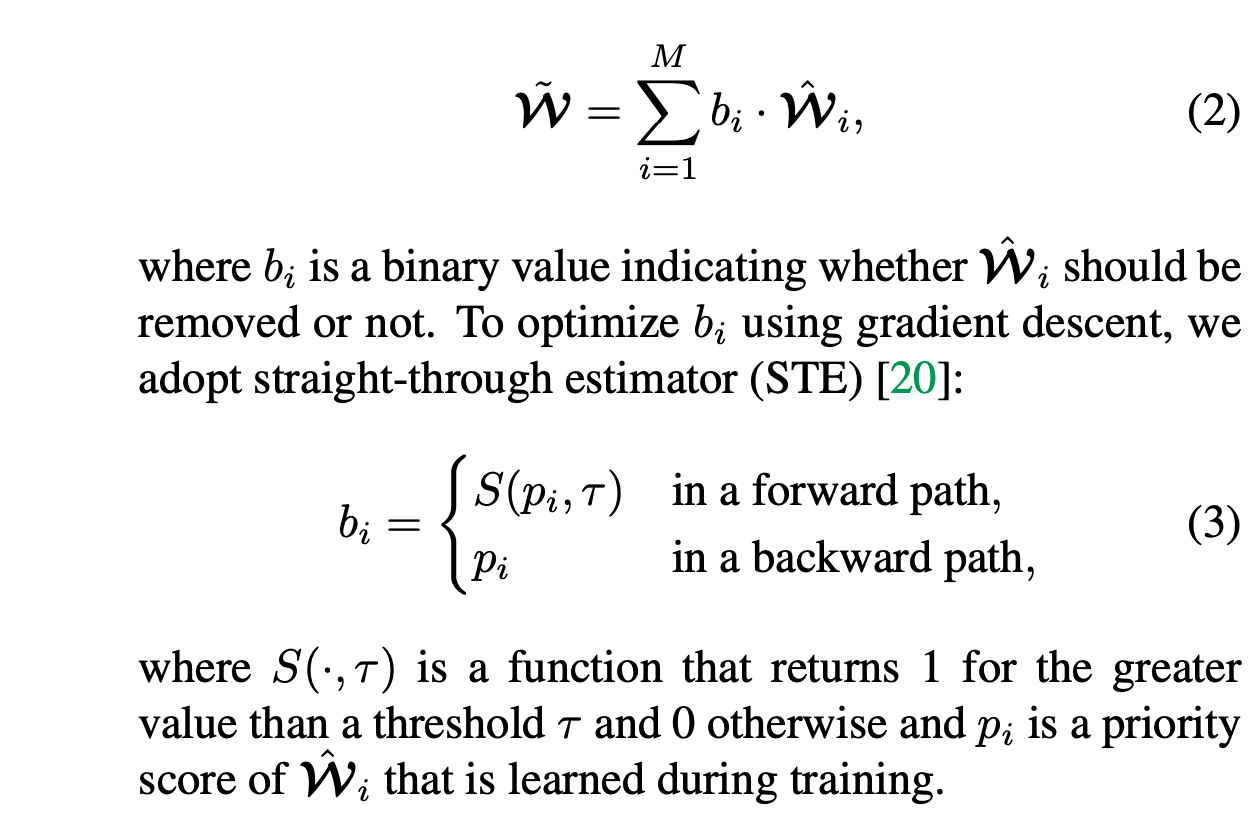 $$\tilde{\mathcal{W}} = \sum_{i=1}^{M} b_i \cdot \hat{\mathcal{W}}_i, \quad (2)$$
where $b_i$ is a binary value indicating whether $\hat{\mathcal{W}}_i$ should be
removed or not. To optimize $b_i$ using gradient descent, we
adopt straight-through estimator (STE) [20]:
$$b_i = \begin{cases} S(p_i, \tau) & \text{in a forward path,} \\ p_i & \text{in a backward path,} \end{cases} \quad (3)$$
where $S(\cdot, \tau)$ is a function that returns 1 for the greater
value than a threshold $\tau$ and 0 otherwise and $p_i$ is a priority
score of $\hat{\mathcal{W}}_i$ that is learned during training.